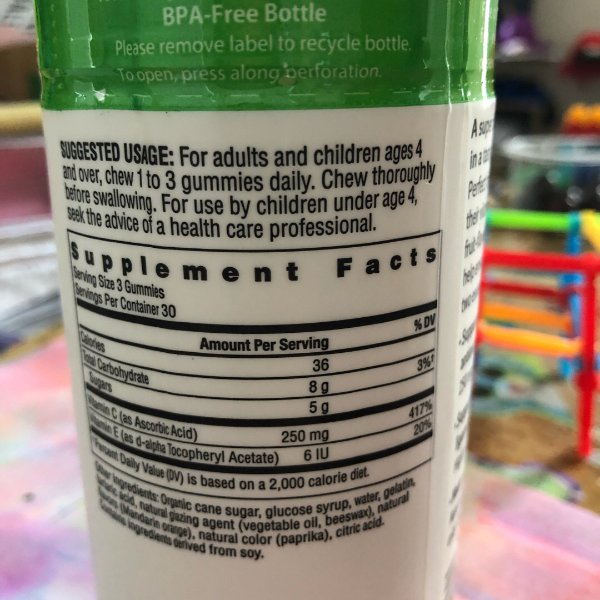 BPA-Free Bottle
Please remove label to recycle bottle.
To open, press along perforation.
SUGGESTED USAGE: For adults and children ages 4
and over, chew 1 to 3 gummies daily. Chew thoroughly
before swallowing. For use by children under age 4,
seek the advice of a health care professional.
Supplement Facts
Serving Size 3 Gummies
Servings Per Container 30
Amount Per Serving % DV
Calories 36
Total Carbohydrate 8 g 3%†
Sugars 5 g
Vitamin C (as Ascorbic Acid) 250 mg 417%
Vitamin E (as d-alpha Tocopheryl Acetate) 6 IU 20%
Percent Daily Value (DV) is based on a 2,000 calorie diet.
Other ingredients: Organic cane sugar, glucose syrup, water, gelatin,
acid, natural glazing agent (vegetable oil, beeswax), natural
(Mandarin orange), natural color (paprika), citric acid.
Contains ingredients derived from soy.
A
in a